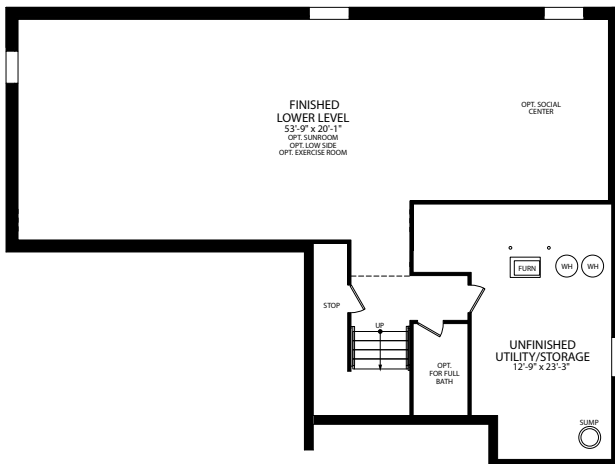 FINISHED
LOWER LEVEL
53'-9" x 20'-1"
OPT. SUNROOM
OPT. LOW SIDE
OPT. EXERCISE ROOM
OPT. SOCIAL
CENTER
FURN
WH
WH
STOP
UP
OPT.
FOR FULL
BATH
UNFINISHED
UTILITY/STORAGE
12'-9" x 23'-3"
SUMP